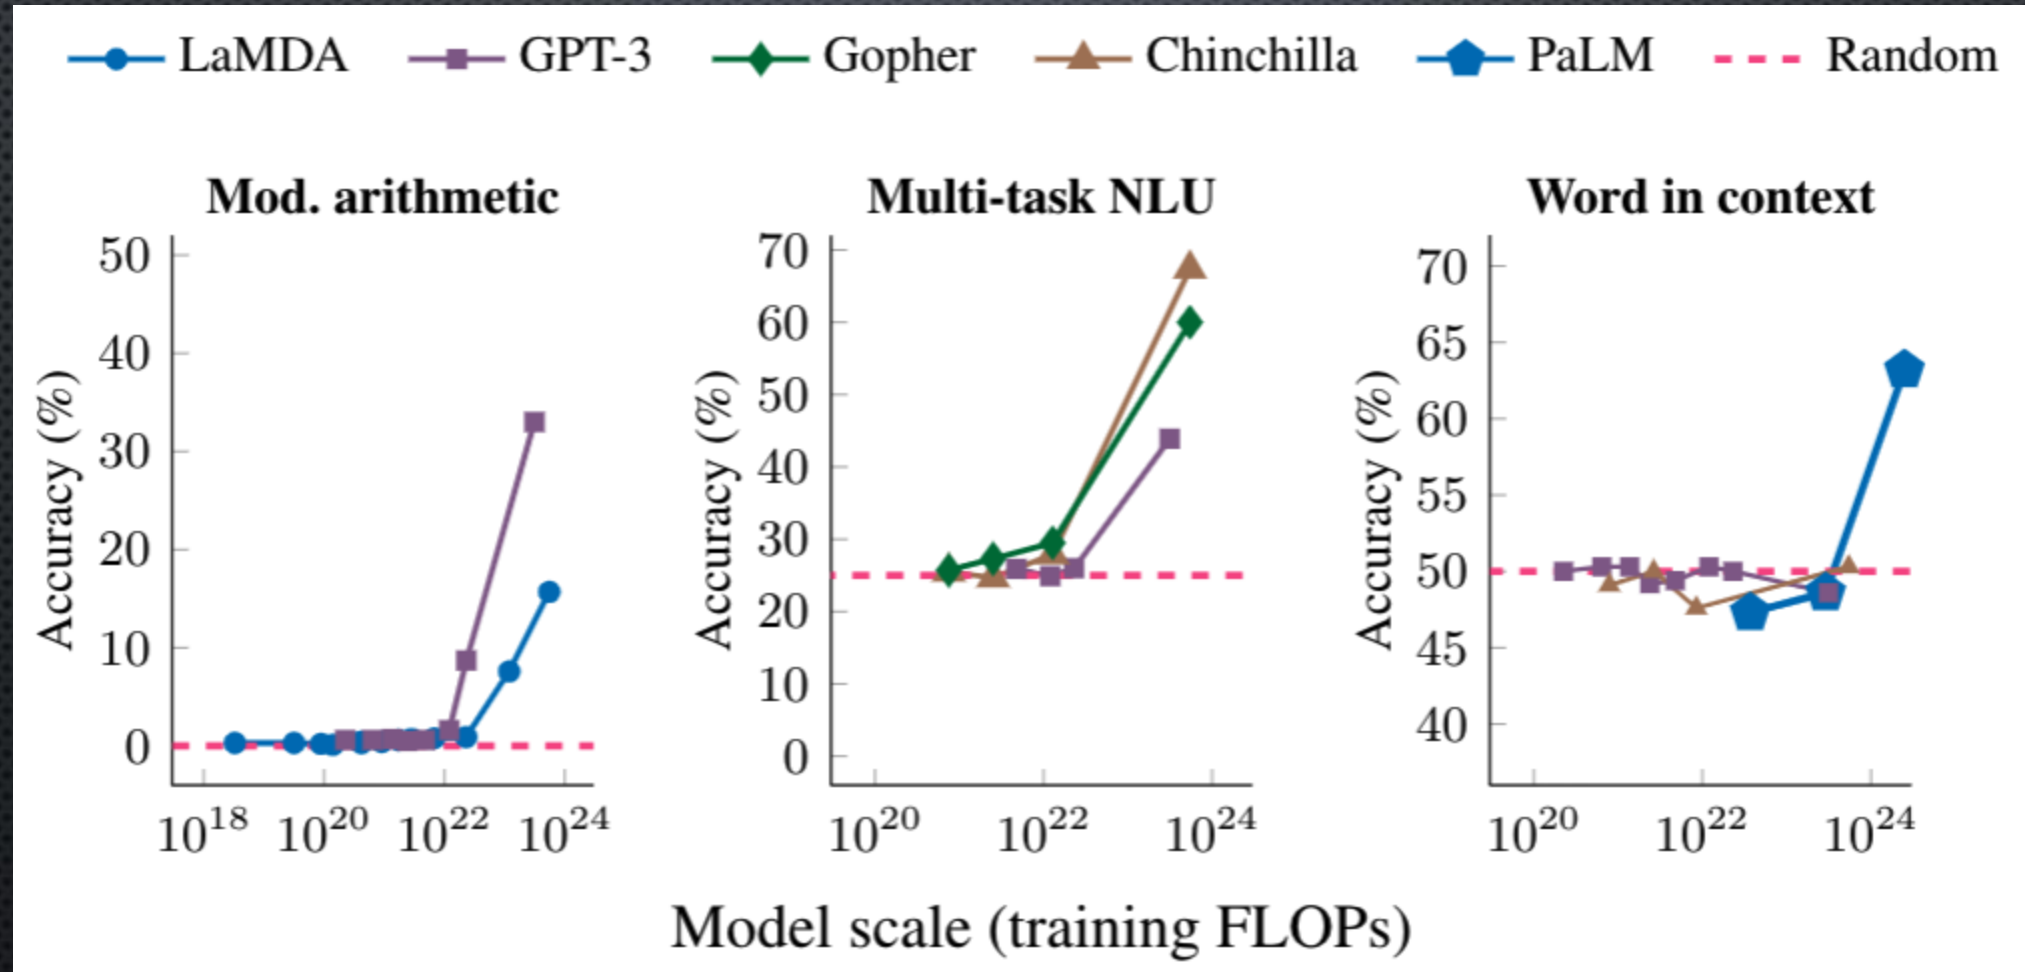 LaMDA GPT-3 Gopher Chinchilla PaLM Random
Mod. arithmetic
Accuracy (%)
50
40
30
20
10
0
10^18 10^20 10^22 10^24
Multi-task NLU
Accuracy (%)
70
60
50
40
30
20
10
0
10^20 10^22 10^24
Word in context
Accuracy (%)
70
65
60
55
50
45
40
10^20 10^22 10^24
Model scale (training FLOPs)